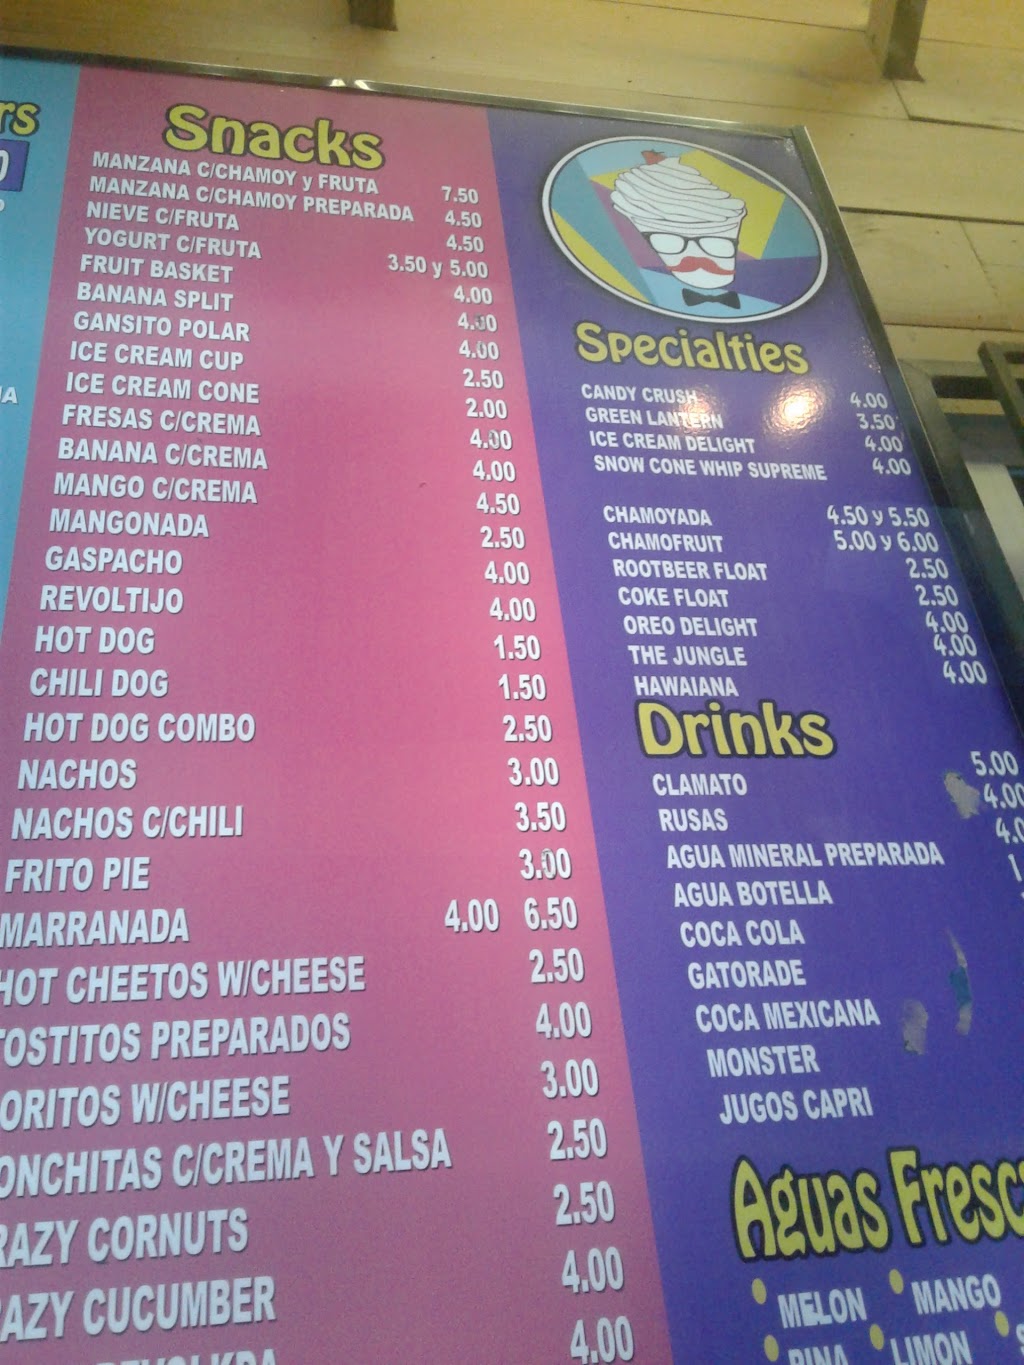 Snacks
MANZANA C/CHAMOY y FRUTA 7.50
MANZANA C/CHAMOY PREPARADA 4.50
NIEVE C/FRUTA 4.50
YOGURT C/FRUTA 3.50 y 5.00
FRUIT BASKET 4.00
BANANA SPLIT 4.00
GANSITO POLAR 4.00
ICE CREAM CUP 2.50
ICE CREAM CONE 2.00
FRESAS C/CREMA 4.00
BANANA C/CREMA 4.00
MANGO C/CREMA 4.50
MANGONADA 2.50
GASPACHO 4.00
REVOLTIJO 4.00
HOT DOG 1.50
CHILI DOG 1.50
HOT DOG COMBO 2.50
NACHOS 3.00
NACHOS C/CHILI 3.50
FRITO PIE 3.00
MARRANADA 4.00 6.50
HOT CHEETOS W/CHEESE 2.50
TOSTITOS PREPARADOS 4.00
ORITOS W/CHEESE 3.00
ONCHITAS C/CREMA Y SALSA 2.50
RAZY CORNUTS 2.50
AZY CUCUMBER 4.00
4.00
Specialties
CANDY CRUSH 4.00
GREEN LANTERN 3.50
ICE CREAM DELIGHT 4.00
SNOW CONE WHIP SUPREME 4.00
CHAMOYADA 4.50 y 5.50
CHAMOFRUIT 5.00 y 6.00
ROOTBEER FLOAT 2.50
COKE FLOAT 2.50
OREO DELIGHT 4.00
THE JUNGLE 4.00
HAWAIANA 4.00
Drinks
CLAMATO 5.00
RUSAS 4.00
AGUA MINERAL PREPARADA 4.0
AGUA BOTELLA 1
COCA COLA
GATORADE
COCA MEXICANA
MONSTER
JUGOS CAPRI
Aguas Fresc
MELON MANGO
PINA LIMON